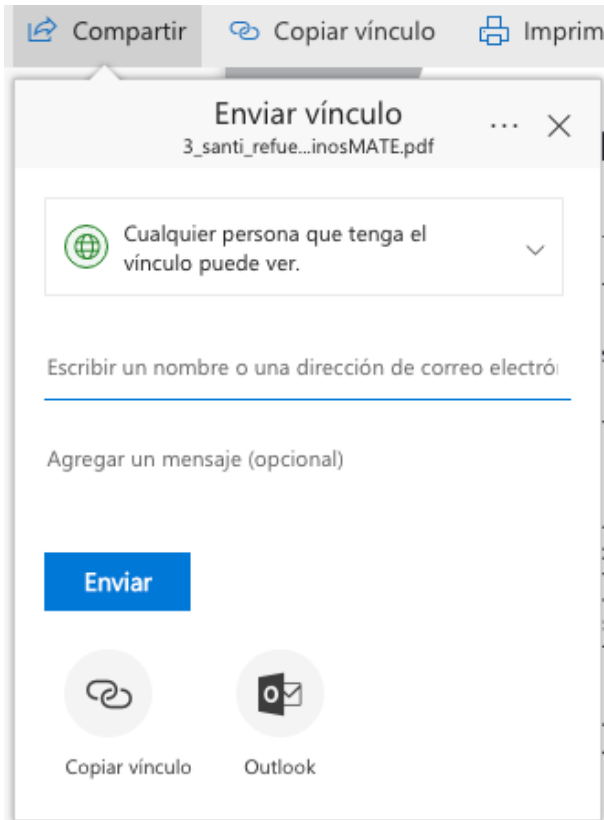 Compartir Copiar vínculo Imprim
Enviar vínculo
3_santi_refue...inosMATE.pdf
Cualquier persona que tenga el
vínculo puede ver.
Escribir un nombre o una dirección de correo electró
Agregar un mensaje (opcional)
Enviar
Copiar vínculo Outlook